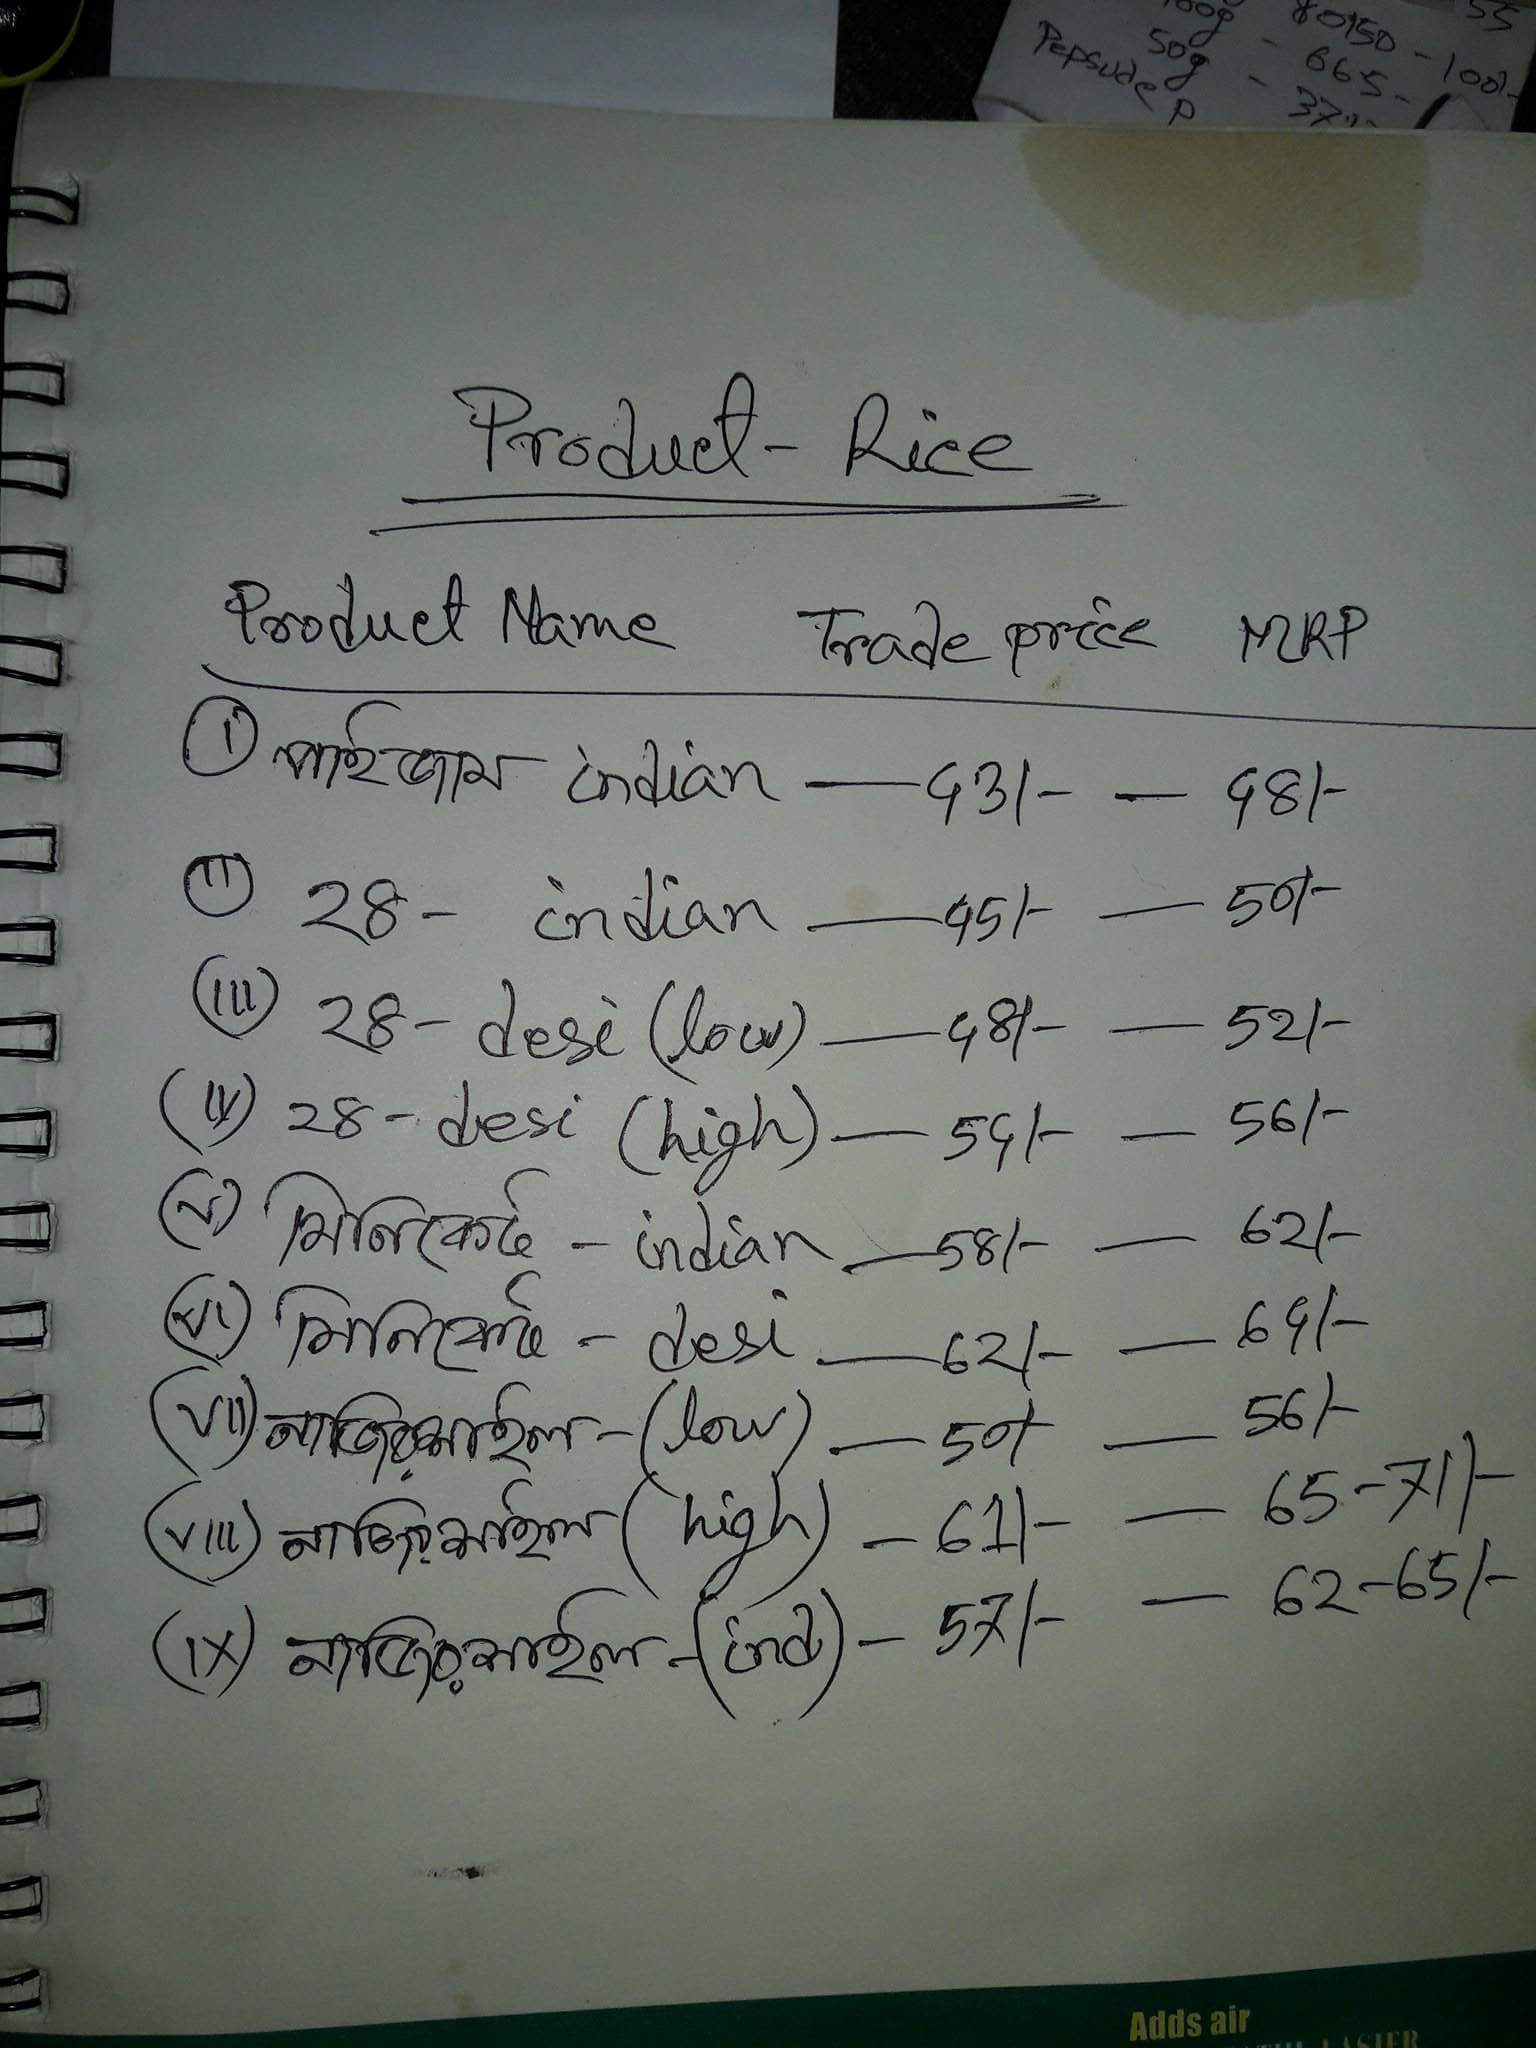 100g 80150 - 100/-
55
50g - 665 -
Pepsude P - 37
Product - Rice
Product Name Trade price MRP
(i) পাইজাম indian — 43/- — 48/-
(ii) 28 - indian — 45/- — 50/-
(iii) 28 - desi (low) — 48/- — 52/-
(iv) 28 - desi (high) — 54/- — 56/-
(v) মিনিকেট - indian — 58/- — 62/-
(vi) মিনিকেট - desi — 62/- — 64/-
(vii) নাজিরশাইল - (low) — 50/- — 56/-
(viii) নাজিরশাইল (high) - 61/- — 65-71/-
(ix) নাজিরশাইল - (ind) - 57/- — 62-65/-
Adds air
EASIER